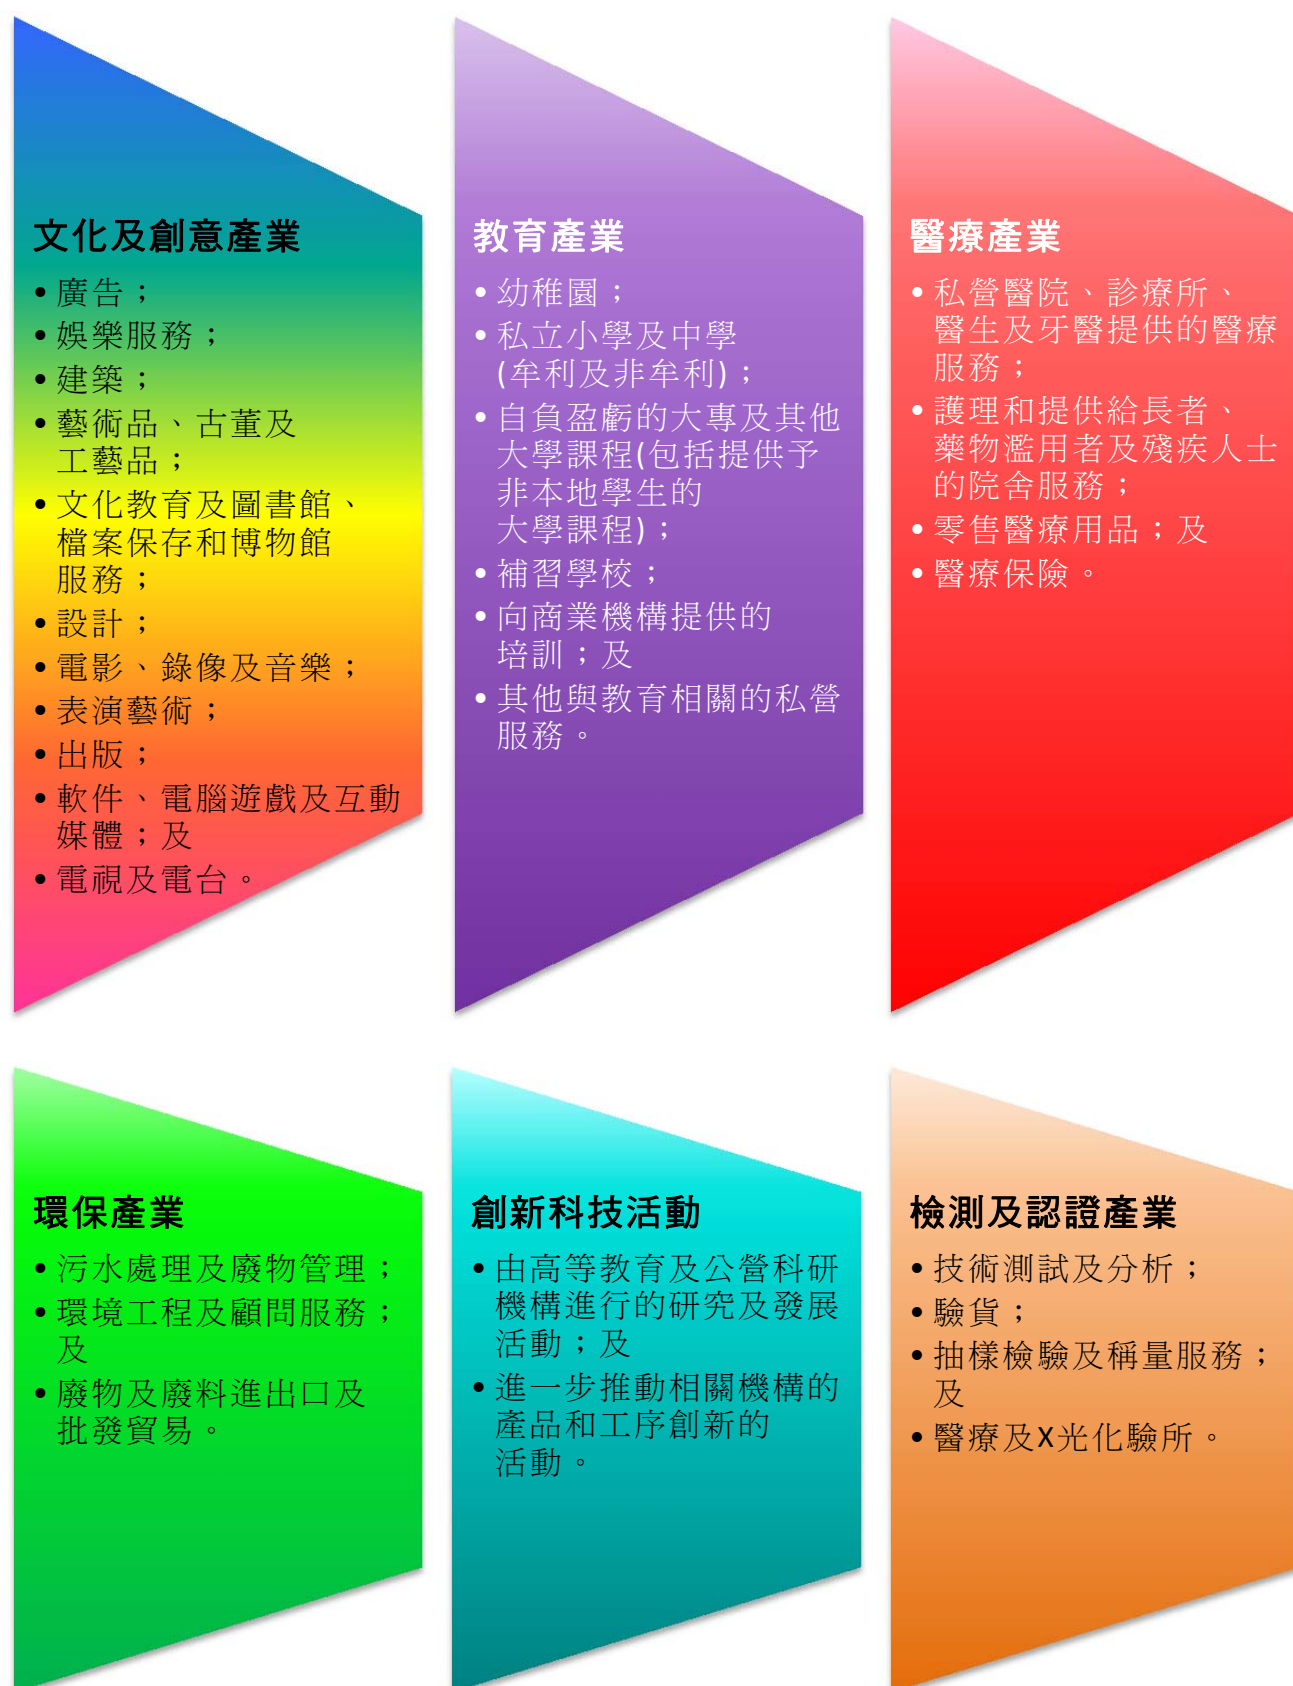 文化及創意產業
•廣告；
•娛樂服務；
•建築；
•藝術品、古董及
工藝品；
•文化教育及圖書館、
檔案保存和博物館
服務；
•設計；
•電影、錄像及音樂；
•表演藝術；
•出版；
•軟件、電腦遊戲及互動
媒體；及
•電視及電台。
教育產業
•幼稚園；
•私立小學及中學
(牟利及非牟利)；
•自負盈虧的大專及其他
大學課程(包括提供予
非本地學生的
大學課程)；
•補習學校；
•向商業機構提供的
培訓；及
•其他與教育相關的私營
服務。
醫療產業
•私營醫院、診療所、
醫生及牙醫提供的醫療
服務；
•護理和提供給長者、
藥物濫用者及殘疾人士
的院舍服務；
•零售醫療用品；及
•醫療保險。
環保產業
•污水處理及廢物管理；
•環境工程及顧問服務；
及
•廢物及廢料進出口及
批發貿易。
創新科技活動
•由高等教育及公營科研
機構進行的研究及發展
活動；及
•進一步推動相關機構的
產品和工序創新的
活動。
檢測及認證產業
•技術測試及分析；
•驗貨；
•抽樣檢驗及稱量服務；
及
•醫療及X光化驗所。